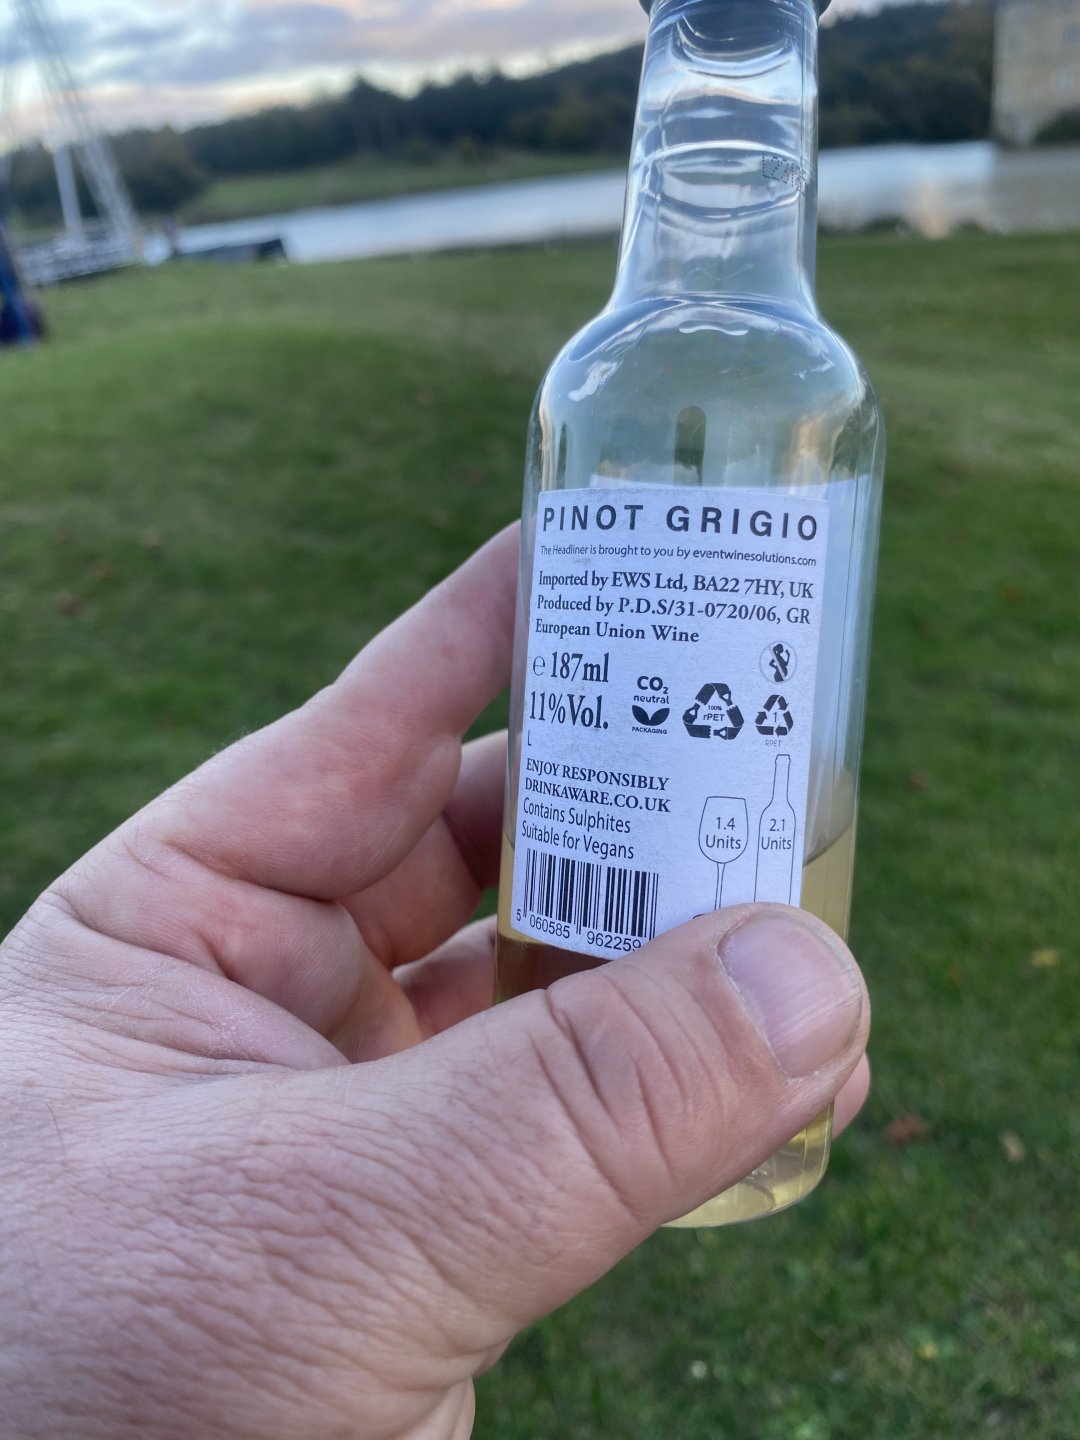 PINOT GRIGIO
The Headliner is brought to you by eventwinesolutions.com
Imported by EWS Ltd, BA22 7HY, UK
Produced by P.D.S/31-0720/06, GR
European Union Wine
e 187ml
11%Vol.
L
CO2
neutral
PACKAGING
100%
rPET
1
RPET
ENJOY RESPONSIBLY
DRINKAWARE.CO.UK
Contains Sulphites
Suitable for Vegans
1.4
Units
2.1
Units
5 060585 962259